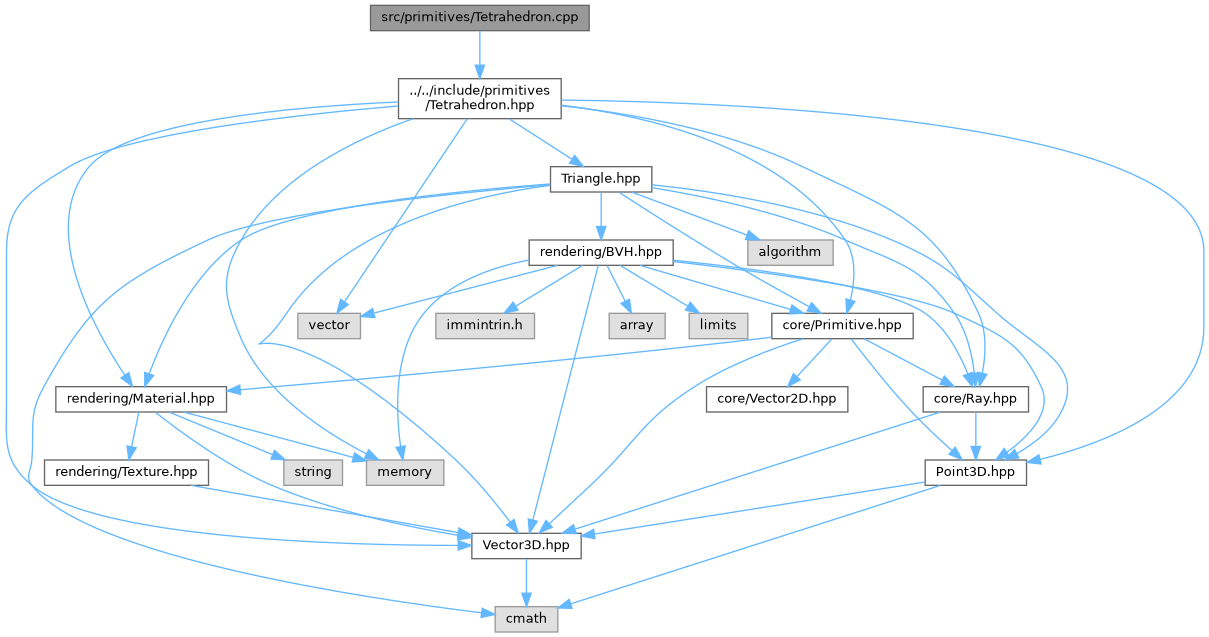 src/primitives/Tetrahedron.cpp
../../include/primitives
/Tetrahedron.hpp
Triangle.hpp
rendering/BVH.hpp
algorithm
vector
immintrin.h
array
limits
core/Primitive.hpp
rendering/Material.hpp
core/Vector2D.hpp
core/Ray.hpp
rendering/Texture.hpp
string
memory
Point3D.hpp
Vector3D.hpp
cmath